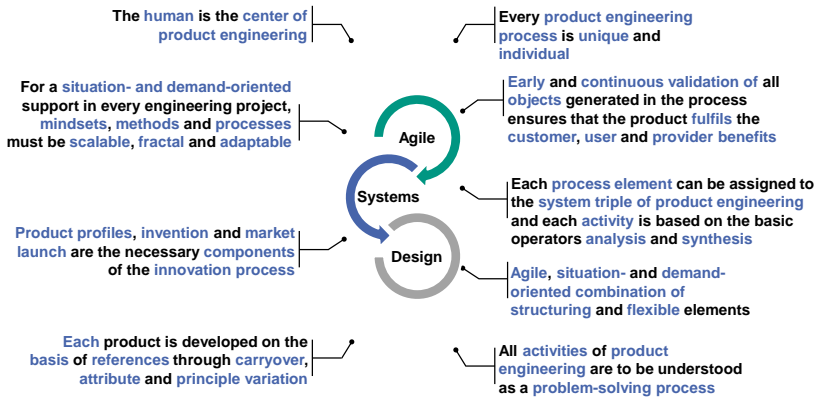 The human is the center of
product engineering
Every product engineering
process is unique and
individual
For a situation- and demand-oriented
support in every engineering project,
mindsets, methods and processes
must be scalable, fractal and adaptable
Early and continuous validation of all
objects generated in the process
ensures that the product fulfils the
customer, user and provider benefits
Agile
Systems
Design
Each process element can be assigned to
the system triple of product engineering
and each activity is based on the basic
operators analysis and synthesis
Product profiles, invention and market
launch are the necessary components
of the innovation process
Agile, situation- and demand-
oriented combination of
structuring and flexible elements
Each product is developed on the
basis of references through carryover,
attribute and principle variation
All activities of product
engineering are to be understood
as a problem-solving process